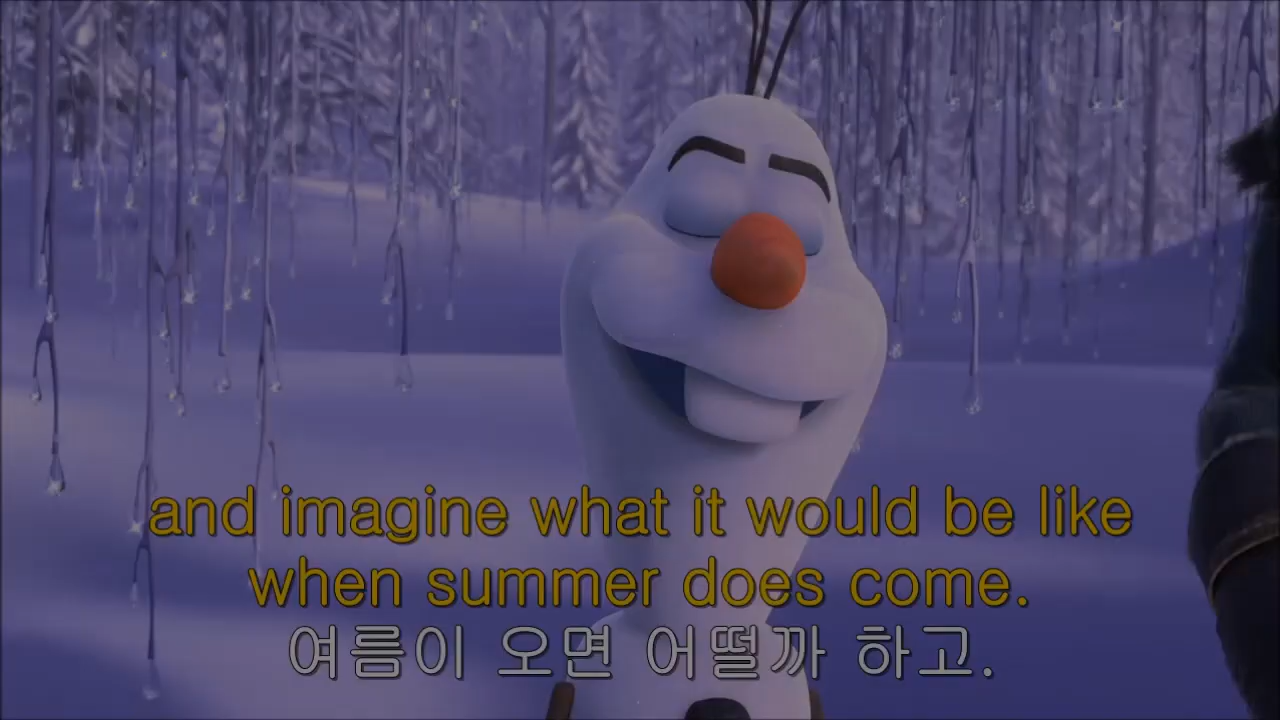 and imagine what it would be like
when summer does come.
여름이 오면 어떨까 하고.